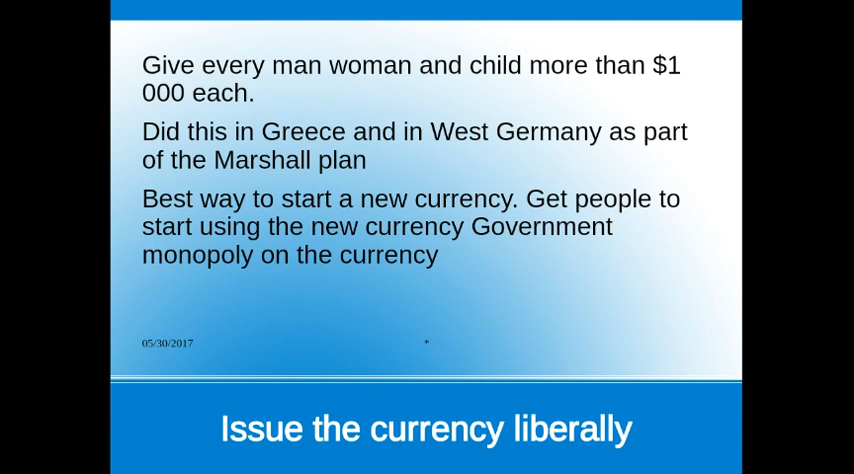 Give every man woman and child more than $1
000 each.
Did this in Greece and in West Germany as part
of the Marshall plan
Best way to start a new currency. Get people to
start using the new currency Government
monopoly on the currency
05/30/2017
*
Issue the currency liberally